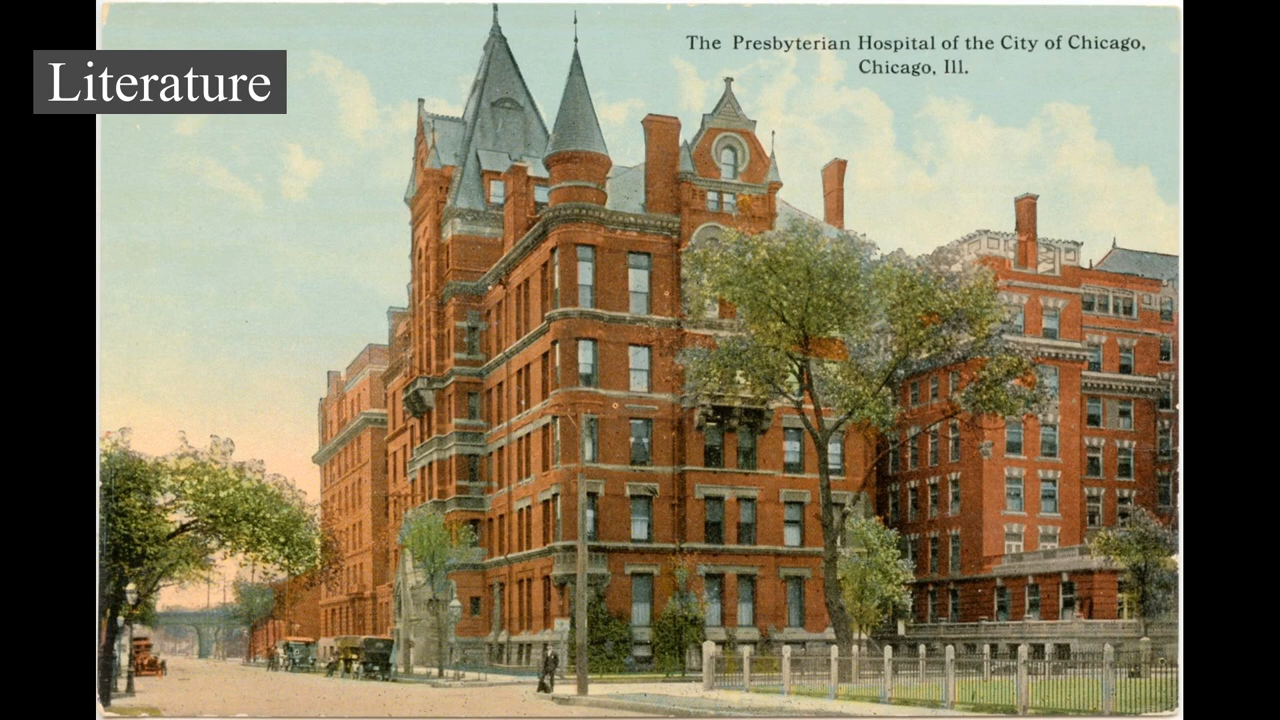 Literature
The Presbyterian Hospital of the City of Chicago,
Chicago, Ill.